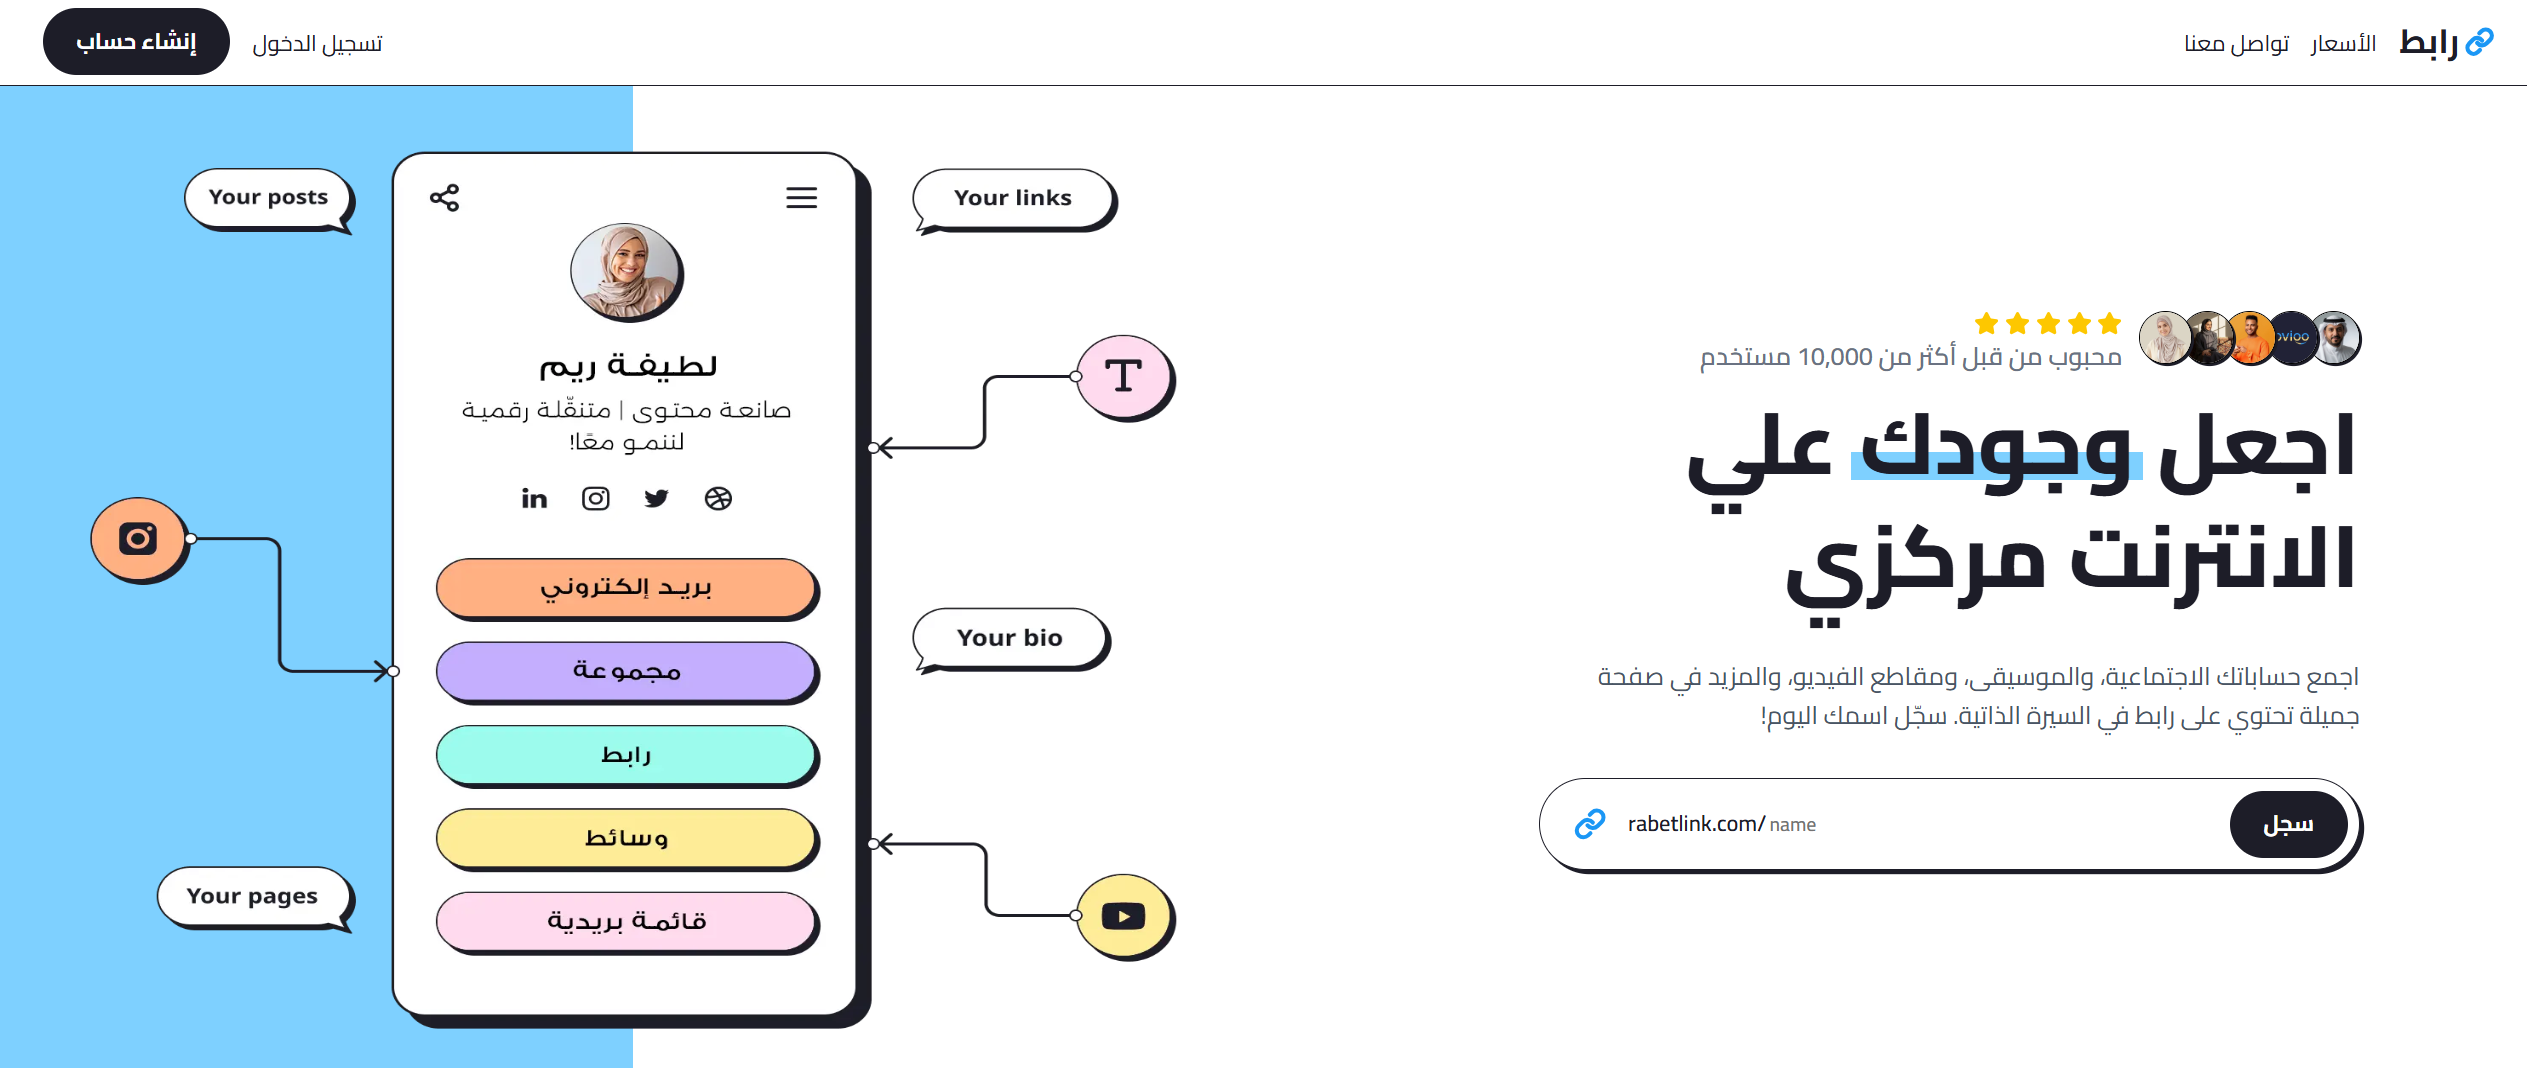 رابط
الأسعار
تواصل معنا
تسجيل الدخول
إنشاء حساب
محبوب من قبل أكثر من 10,000 مستخدم
اجعل وجودك علي
الانترنت مركزي
اجمع حساباتك الاجتماعية، والموسيقى، ومقاطع الفيديو، والمزيد في صفحة
جميلة تحتوي على رابط في السيرة الذاتية. سجّل اسمك اليوم!
rabetlink.com/ name
سجل
Your links
Your posts
لطيفة ريم
صانعة محتوى | متنقّلة رقمية
لننمو معًا!
T
in
بريد إلكتروني
مجموعة
رابط
وسائط
قائمة بريدية
Your bio
Your pages